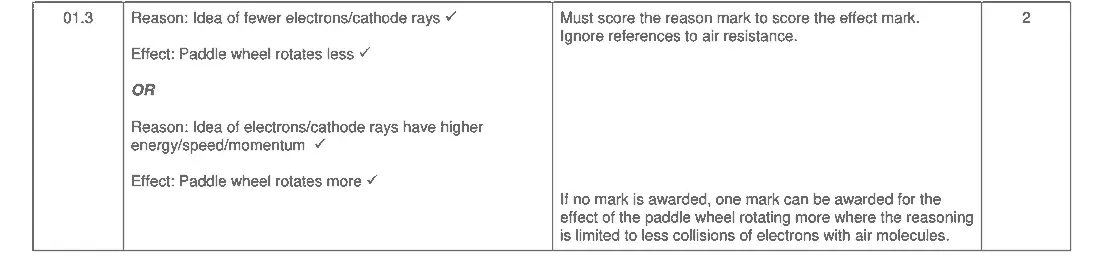 01.3
Reason: Idea of fewer electrons/cathode rays ✓
Effect: Paddle wheel rotates less ✓
OR
Reason: Idea of electrons/cathode rays have higher
energy/speed/momentum ✓
Effect: Paddle wheel rotates more ✓
Must score the reason mark to score the effect mark.
Ignore references to air resistance.
If no mark is awarded, one mark can be awarded for the
effect of the paddle wheel rotating more where the reasoning
is limited to less collisions of electrons with air molecules.
2